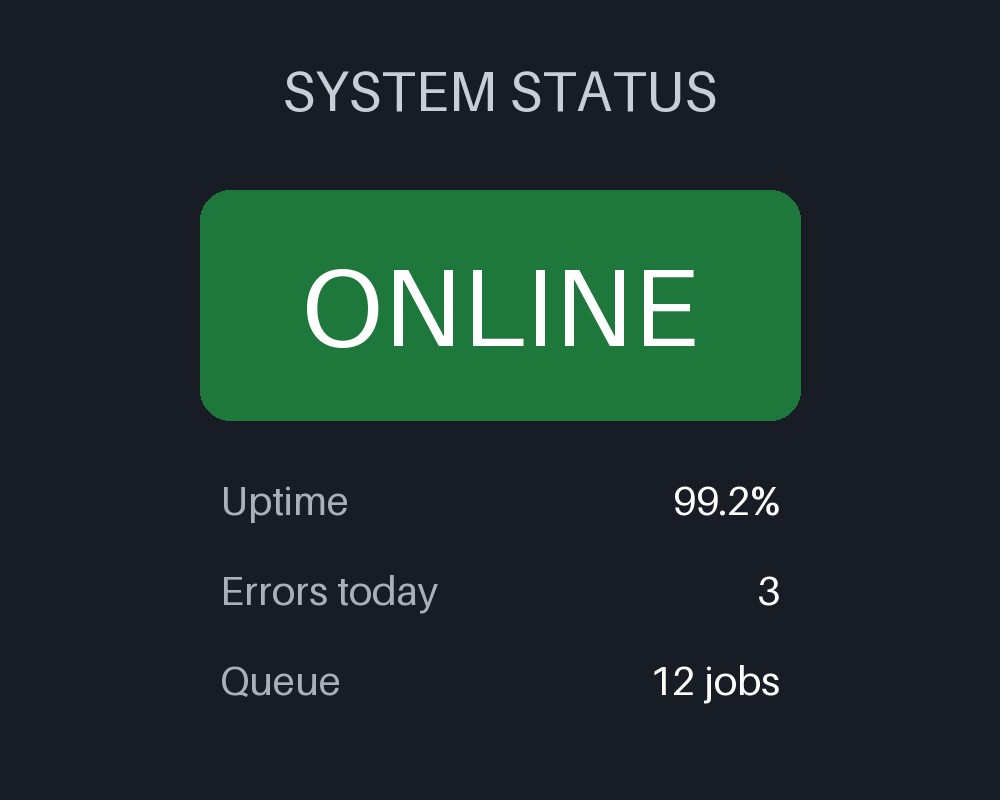 SYSTEM STATUS
ONLINE
Uptime 99.2%
Errors today 3
Queue 12 jobs